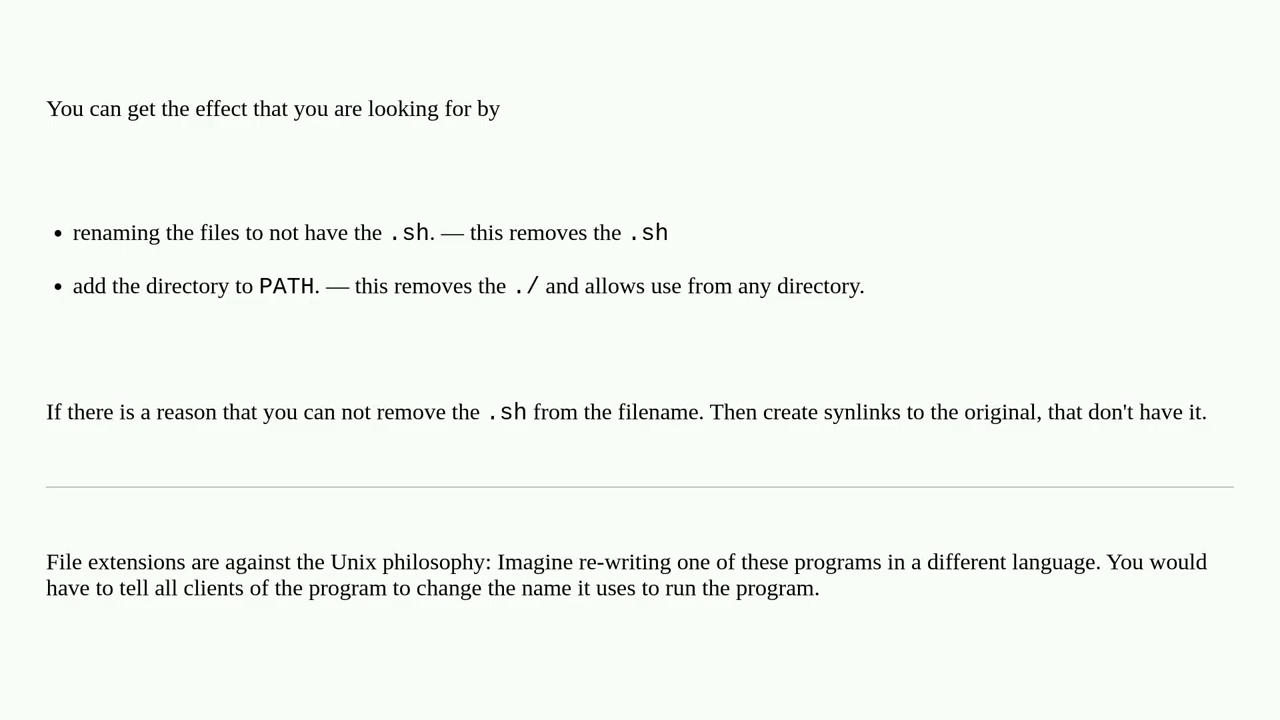 You can get the effect that you are looking for by
• renaming the files to not have the .sh. — this removes the .sh
• add the directory to PATH. — this removes the ./ and allows use from any directory.
If there is a reason that you can not remove the .sh from the filename. Then create synlinks to the original, that don't have it.
File extensions are against the Unix philosophy: Imagine re-writing one of these programs in a different language. You would
have to tell all clients of the program to change the name it uses to run the program.